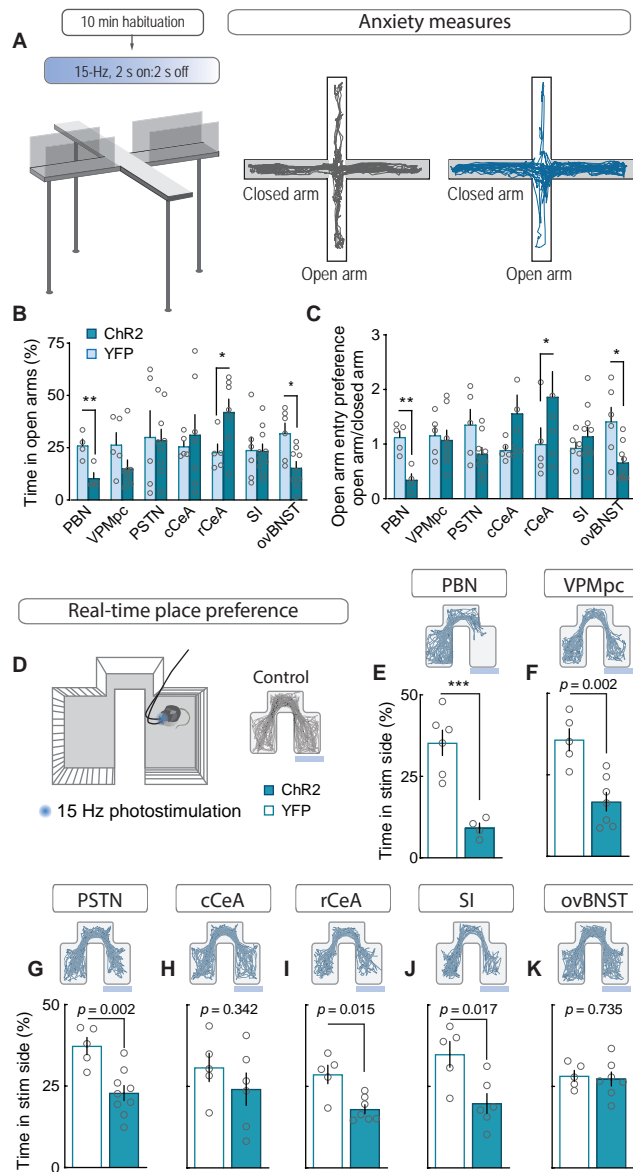 A
10 min habituation
15-Hz, 2 s on:2 s off
Anxiety measures
Closed arm
Open arm
Closed arm
Open arm
B
Time in open arms (%)
75
50
25
0
ChR2
YFP
**
*
*
PBN
VPMpc
PSTN
cCeA
rCeA
SI
ovBNST
C
Open arm entry preference
open arm/closed arm
3
2
1
0
**
*
*
PBN
VPMpc
PSTN
cCeA
rCeA
SI
ovBNST
Real-time place preference
D
Control
15 Hz photostimulation
ChR2
YFP
PBN
E
Time in stim side (%)
50
25
0
***
VPMpc
F
p = 0.002
PSTN
G
Time in stim side (%)
50
25
0
p = 0.002
cCeA
H
p = 0.342
rCeA
I
p = 0.015
SI
J
p = 0.017
ovBNST
K
p = 0.735